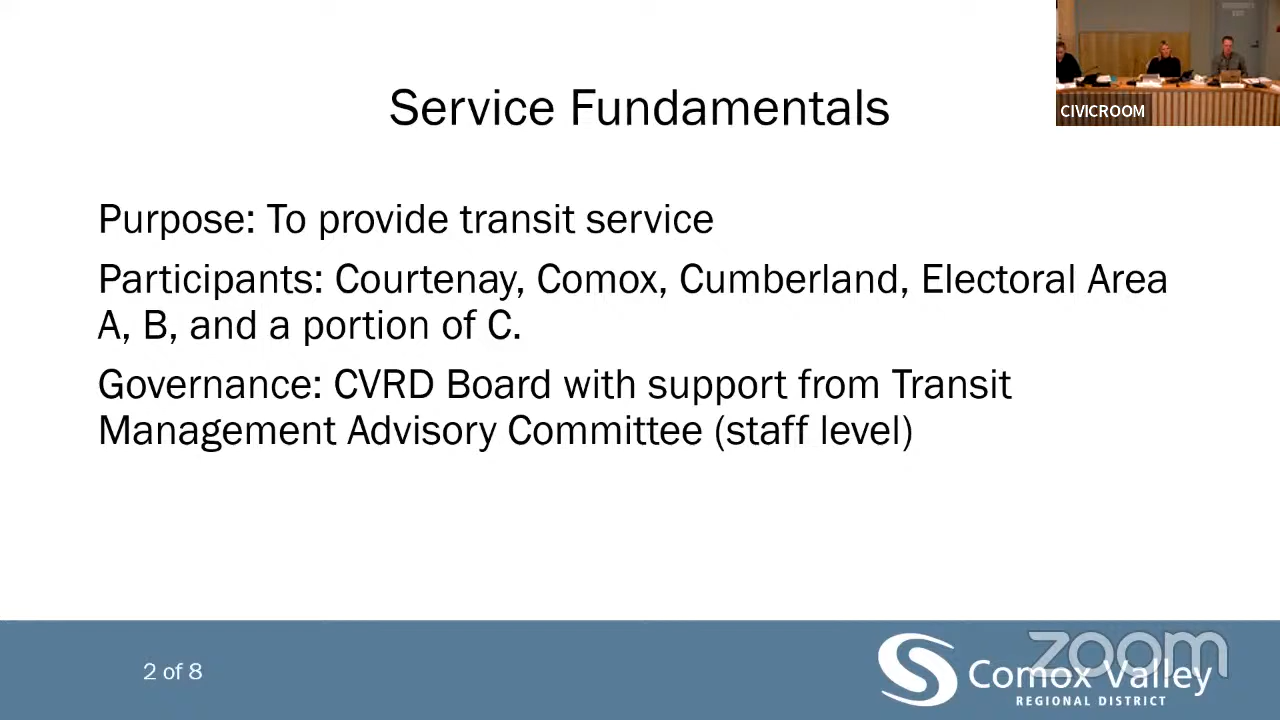 Service Fundamentals
CIVICROOM
Purpose: To provide transit service
Participants: Courtenay, Comox, Cumberland, Electoral Area
A, B, and a portion of C.
Governance: CVRD Board with support from Transit
Management Advisory Committee (staff level)
2 of 8
zoom
Comox Valley
REGIONAL DISTRICT